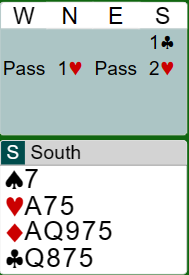 W N E S
1♣
Pass 1♥ Pass 2♥
S South
♠7
♥A75
♦AQ975
♣Q875